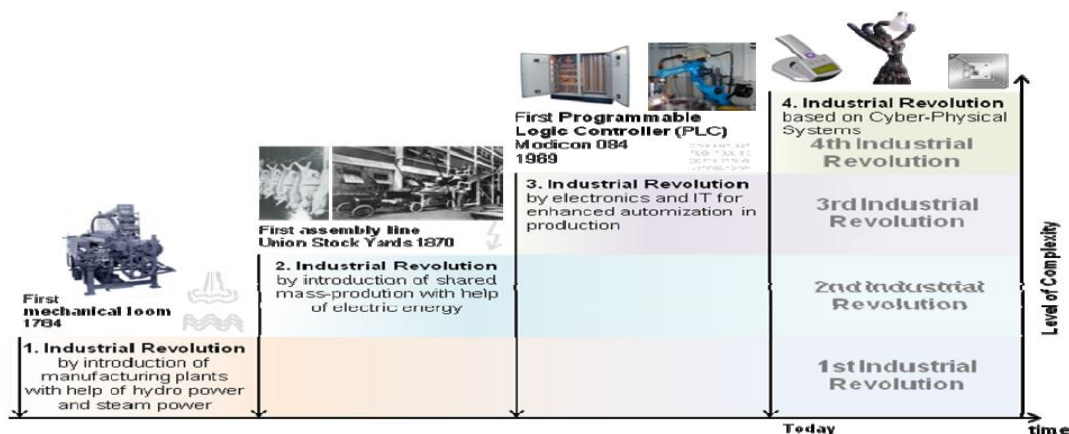 First
mechanical loom
1784
1. Industrial Revolution
by introduction of
manufacturing plants
with help of hydro power
and steam power
First assembly line
Union Stock Yards 1870
2. Industrial Revolution
by introduction of shared
mass-prodution with help
of electric energy
First Programmable
Logic Controller (PLC)
Modicon 084
1969
3. Industrial Revolution
by electronics and IT for
enhanced automization in
production
4. Industrial Revolution
based on Cyber-Physical
Systems
4th Industrial
Revolution
3rd Industrial
Revolution
2nd industrial
Revolution
1st Industrial
Revolution
Level of Complexity
Today
time